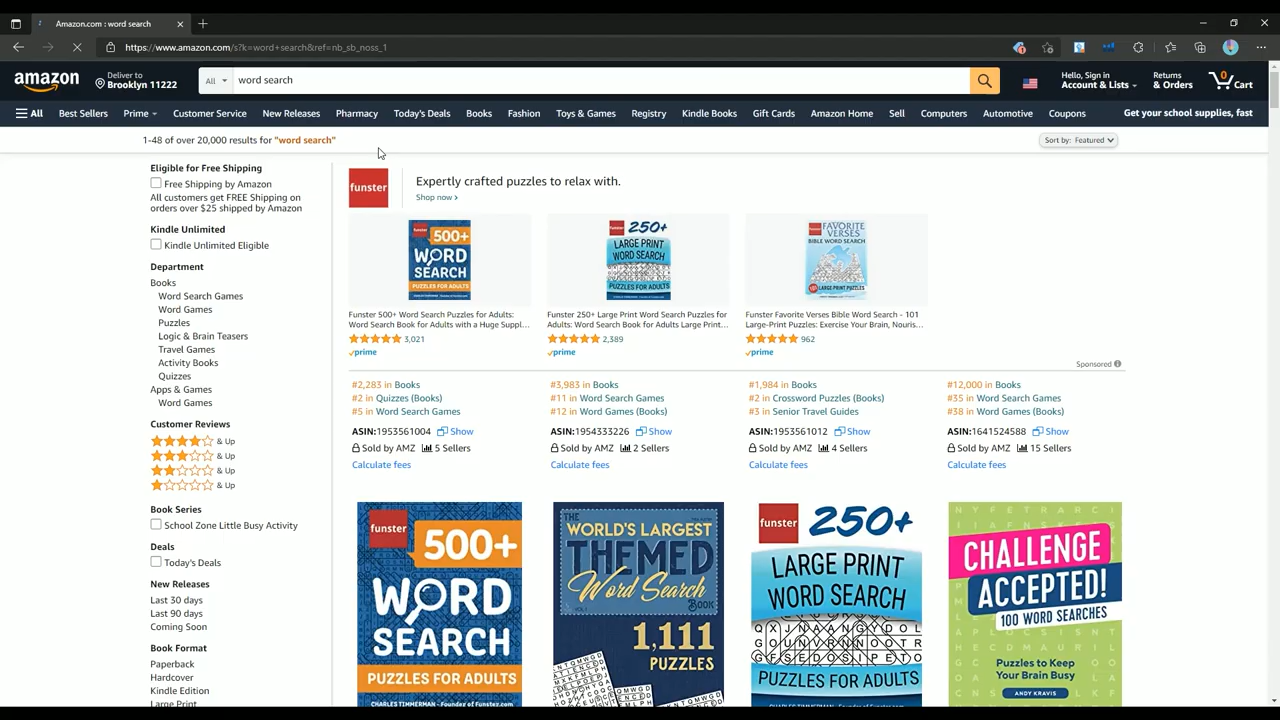 Amazon.com : word search
https://www.amazon.com/s?k=word+search&ref=nb_sb_noss_1
amazon
Deliver to
Brooklyn 11222
All
word search
Hello, Sign in
Account & Lists
Returns
& Orders
0
Cart
All
Best Sellers
Prime
Customer Service
New Releases
Pharmacy
Today's Deals
Books
Fashion
Toys & Games
Registry
Kindle Books
Gift Cards
Amazon Home
Sell
Computers
Automotive
Coupons
Get your school supplies, fast
1-48 of over 20,000 results for "word search"
Sort by: Featured
Eligible for Free Shipping
Free Shipping by Amazon
All customers get FREE Shipping on
orders over $25 shipped by Amazon
Kindle Unlimited
Kindle Unlimited Eligible
Department
Books
Word Search Games
Word Games
Puzzles
Logic & Brain Teasers
Travel Games
Activity Books
Quizzes
Apps & Games
Word Games
Customer Reviews
& Up
& Up
& Up
& Up
Book Series
School Zone Little Busy Activity
Deals
Today's Deals
New Releases
Last 30 days
Last 90 days
Coming Soon
Book Format
Paperback
Hardcover
Kindle Edition
Large Print
funster
Expertly crafted puzzles to relax with.
Shop now ›
funster
500+
WORD
SEARCH
PUZZLES FOR ADULTS
Funster 500+ Word Search Puzzles for Adults:
Word Search Book for Adults with a Huge Suppl...
3,021
prime
funster
250+
LARGE PRINT
WORD SEARCH
PUZZLES FOR ADULTS
Funster 250+ Large Print Word Search Puzzles for
Adults: Word Search Book for Adults Large Print...
2,389
prime
funster
FAVORITE
VERSES
BIBLE WORD SEARCH
LARGE-PRINT PUZZLES
Funster Favorite Verses Bible Word Search - 101
Large-Print Puzzles: Exercise Your Brain, Nouris...
962
prime
Sponsored
#2,283 in Books
#2 in Quizzes (Books)
#5 in Word Search Games
ASIN:1953561004 Show
Sold by AMZ 5 Sellers
Calculate fees
#3,983 in Books
#11 in Word Search Games
#12 in Word Games (Books)
ASIN:1954333226 Show
Sold by AMZ 2 Sellers
Calculate fees
#1,984 in Books
#2 in Crossword Puzzles (Books)
#3 in Senior Travel Guides
ASIN:1953561012 Show
Sold by AMZ 4 Sellers
Calculate fees
#12,000 in Books
#35 in Word Search Games
#38 in Word Games (Books)
ASIN:1641524588 Show
Sold by AMZ 15 Sellers
Calculate fees
funster
500+
WORD
SEARCH
PUZZLES FOR ADULTS
CHARLES TIMMERMAN - Founder of Funster.com
THE
WORLD'S LARGEST
THEMED
Word Search
BOOK
1,111
PUZZLES
funster
250+
LARGE PRINT
WORD SEARCH
PUZZLES FOR ADULTS
CHARLES TIMMERMAN - Founder of Funster.com
CHALLENGE
ACCEPTED!
100 WORD SEARCHES
Puzzles to Keep
Your Brain Busy
ANDY KRAVIS